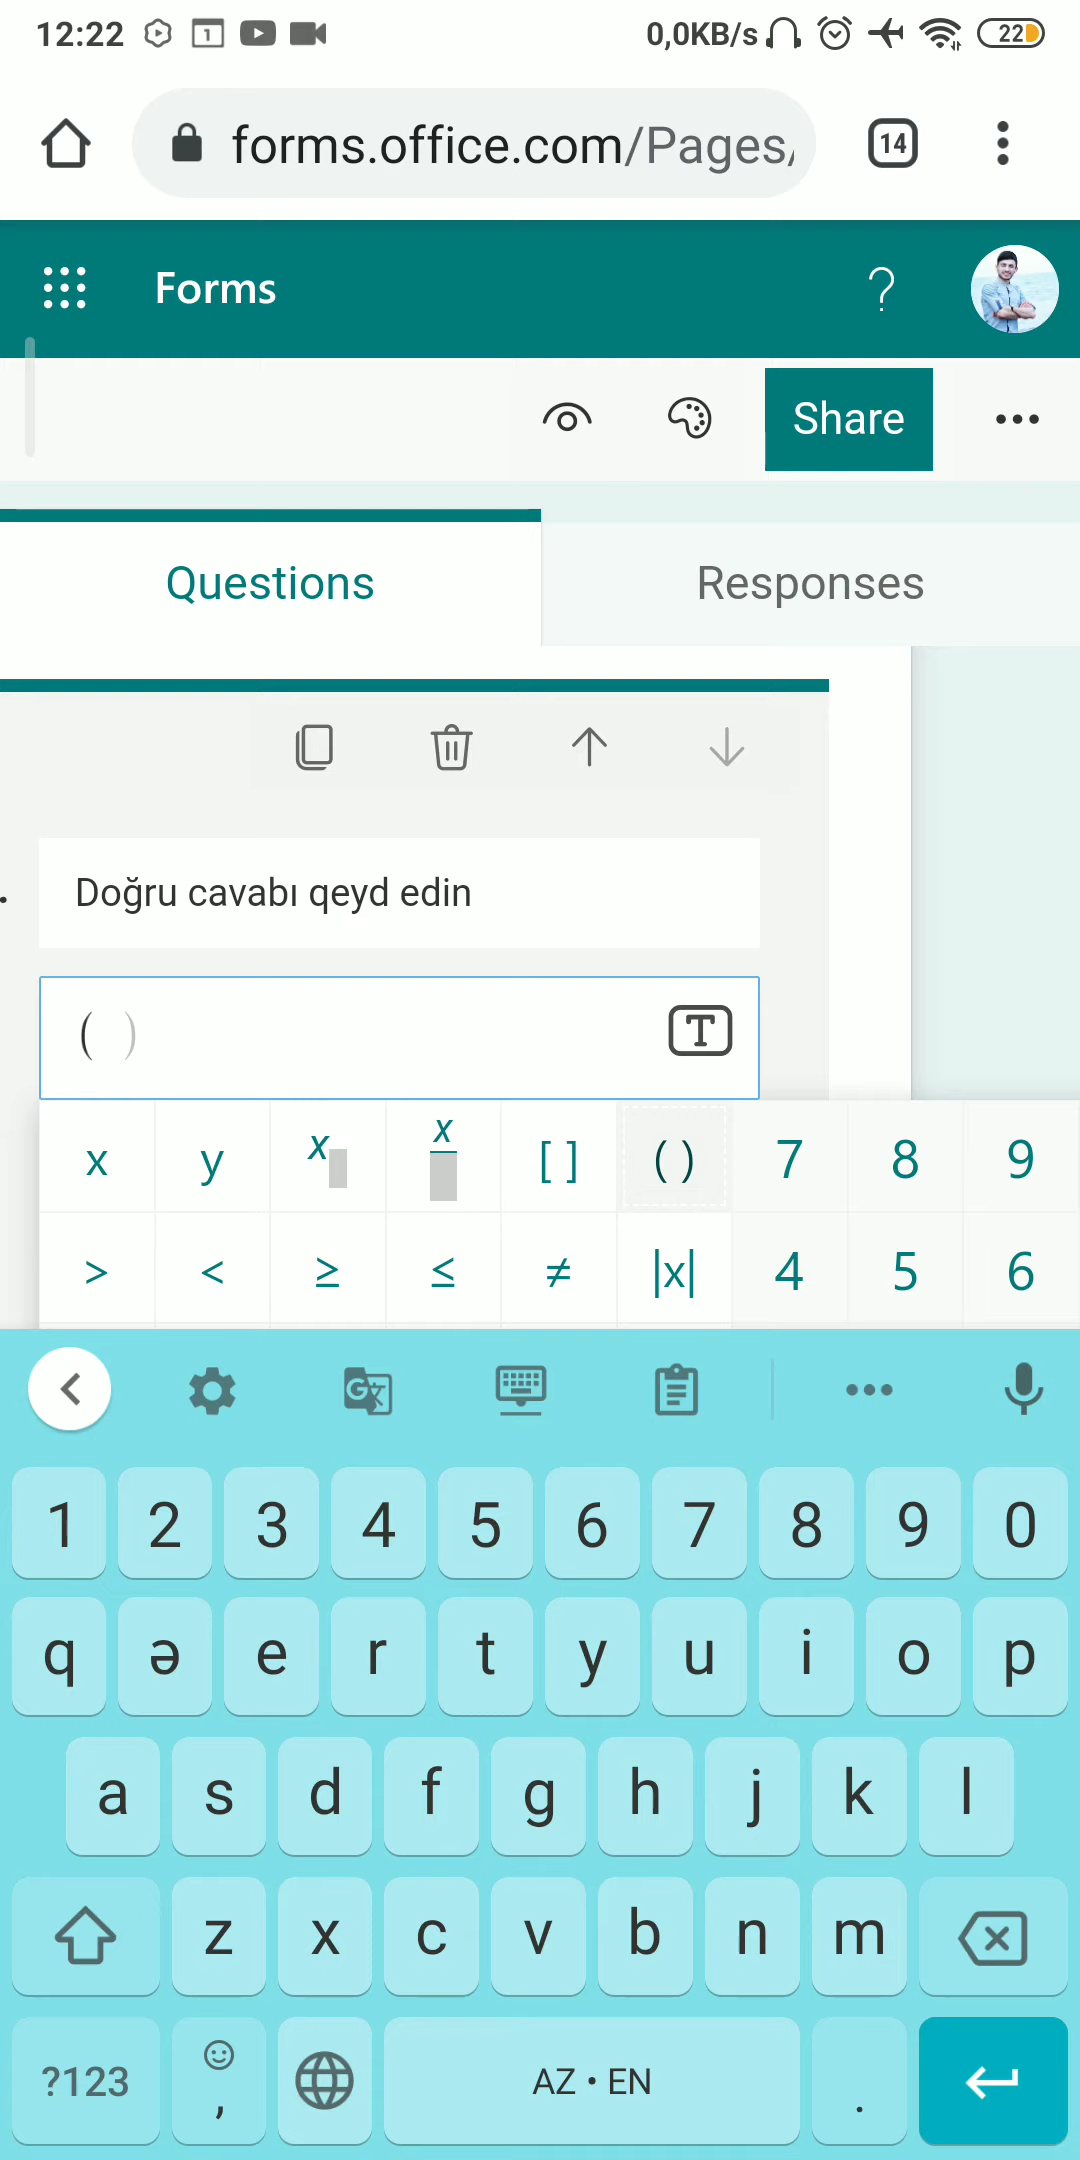 12:22 1 0,0KB/s 22
forms.office.com/Pages/ 14
Forms ?
Share
Questions Responses
. Doğru cavabı qeyd edin
( ) T
x y x x [ ] ( ) 7 8 9
> < ≥ ≤ ≠ |x| 4 5 6
1 2 3 4 5 6 7 8 9 0
q ə e r t y u i o p
a s d f g h j k l
z x c v b n m
?123 , AZ • EN .